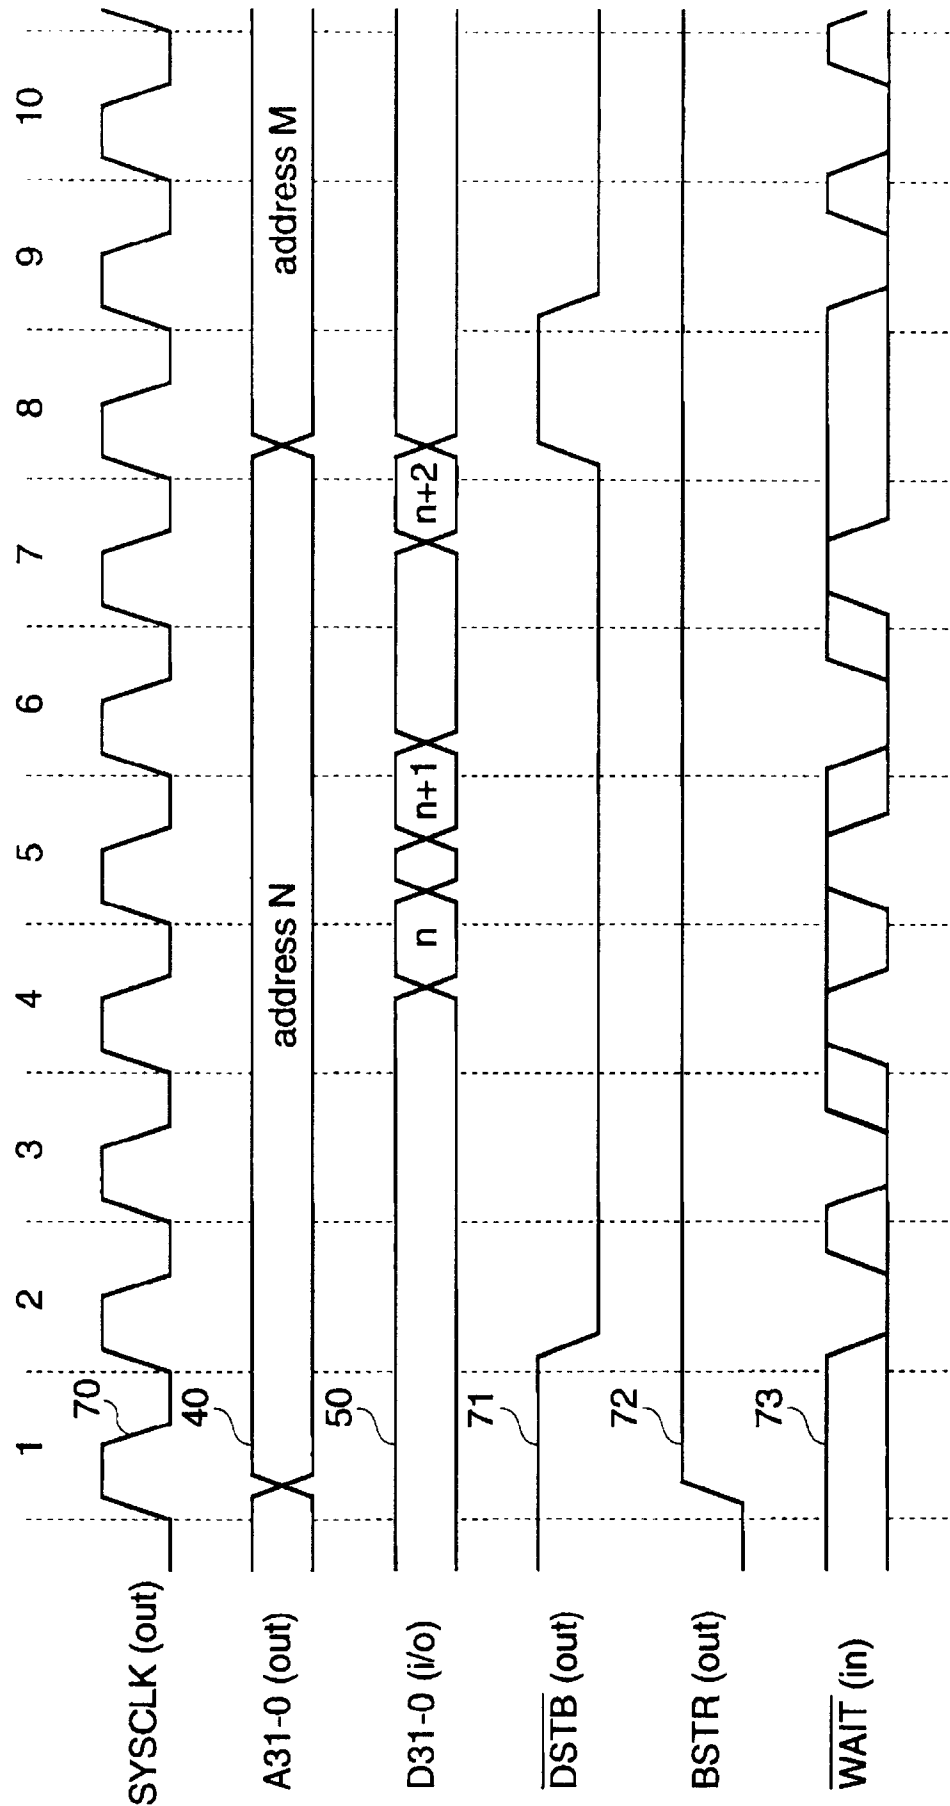 1 2 3 4 5 6 7 8 9 10
SYSCLK (out) 70
A31-0 (out) 40 address N address M
D31-0 (i/o) 50 n n+1 n+2
DSTB (out) 71
BSTR (out) 72
WAIT (in) 73